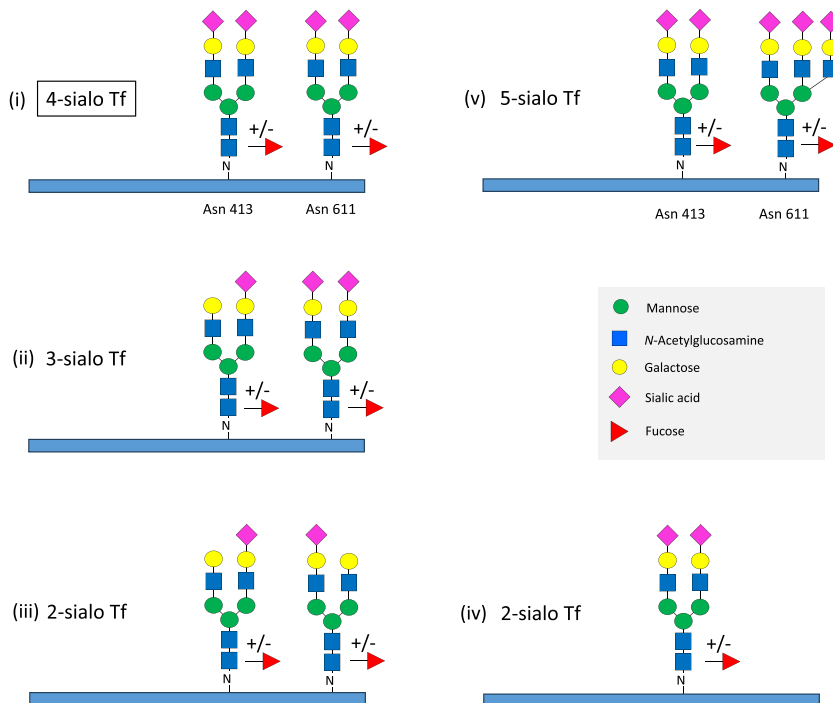 (i) 4-sialo Tf
+/-
+/-
N
N
Asn 413
Asn 611
(v) 5-sialo Tf
+/-
+/-
N
N
Asn 413
Asn 611
(ii) 3-sialo Tf
+/-
+/-
N
N
Mannose
N-Acetylglucosamine
Galactose
Sialic acid
Fucose
(iii) 2-sialo Tf
+/-
+/-
N
N
(iv) 2-sialo Tf
+/-
N